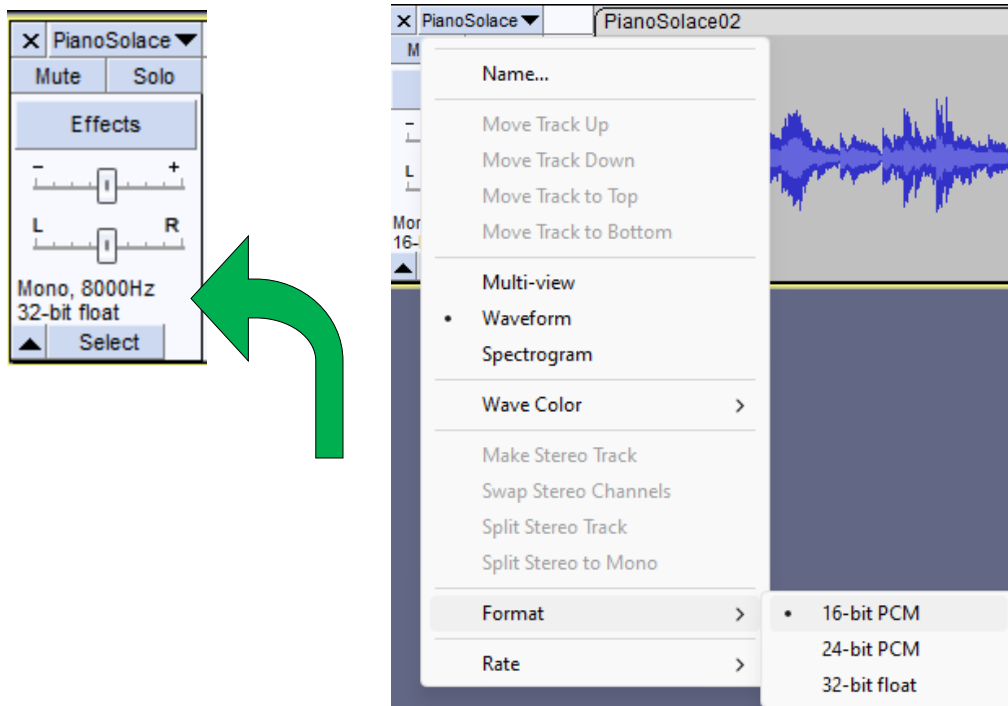 X PianoSolace
Mute Solo
Effects
- +
L R
Mono, 8000Hz
32-bit float
Select
X PianoSolace
PianoSolace02
M
-
L
Mor
16-
Name...
Move Track Up
Move Track Down
Move Track to Top
Move Track to Bottom
Multi-view
Waveform
Spectrogram
Wave Color
Make Stereo Track
Swap Stereo Channels
Split Stereo Track
Split Stereo to Mono
Format
Rate
16-bit PCM
24-bit PCM
32-bit float